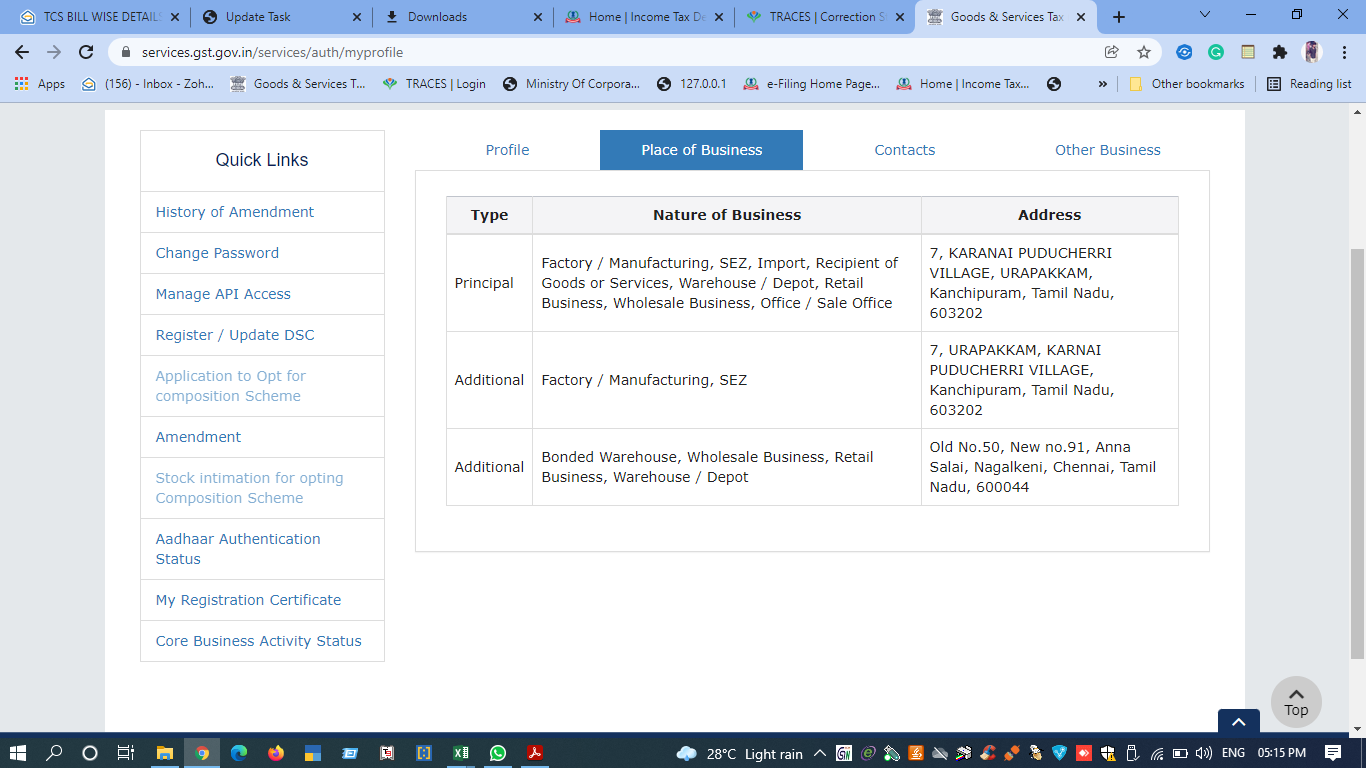 TCS BILL WISE DETAILS
Update Task
Downloads
Home | Income Tax De
TRACES | Correction S
Goods & Services Tax
services.gst.gov.in/services/auth/myprofile
Apps
(156) - Inbox - Zoh...
Goods & Services T...
TRACES | Login
Ministry Of Corpora...
127.0.0.1
e-Filing Home Page...
Home | Income Tax...
»
Other bookmarks
Reading list
Quick Links
History of Amendment
Change Password
Manage API Access
Register / Update DSC
Application to Opt for
composition Scheme
Amendment
Stock intimation for opting
Composition Scheme
Aadhaar Authentication
Status
My Registration Certificate
Core Business Activity Status
Profile
Place of Business
Contacts
Other Business
Type
Nature of Business
Address
Principal
Factory / Manufacturing, SEZ, Import, Recipient of
Goods or Services, Warehouse / Depot, Retail
Business, Wholesale Business, Office / Sale Office
7, KARANAI PUDUCHERRI
VILLAGE, URAPAKKAM,
Kanchipuram, Tamil Nadu,
603202
Additional
Factory / Manufacturing, SEZ
7, URAPAKKAM, KARNAI
PUDUCHERRI VILLAGE,
Kanchipuram, Tamil Nadu,
603202
Additional
Bonded Warehouse, Wholesale Business, Retail
Business, Warehouse / Depot
Old No.50, New no.91, Anna
Salai, Nagalkeni, Chennai, Tamil
Nadu, 600044
Top
28°C Light rain
ENG
05:15 PM